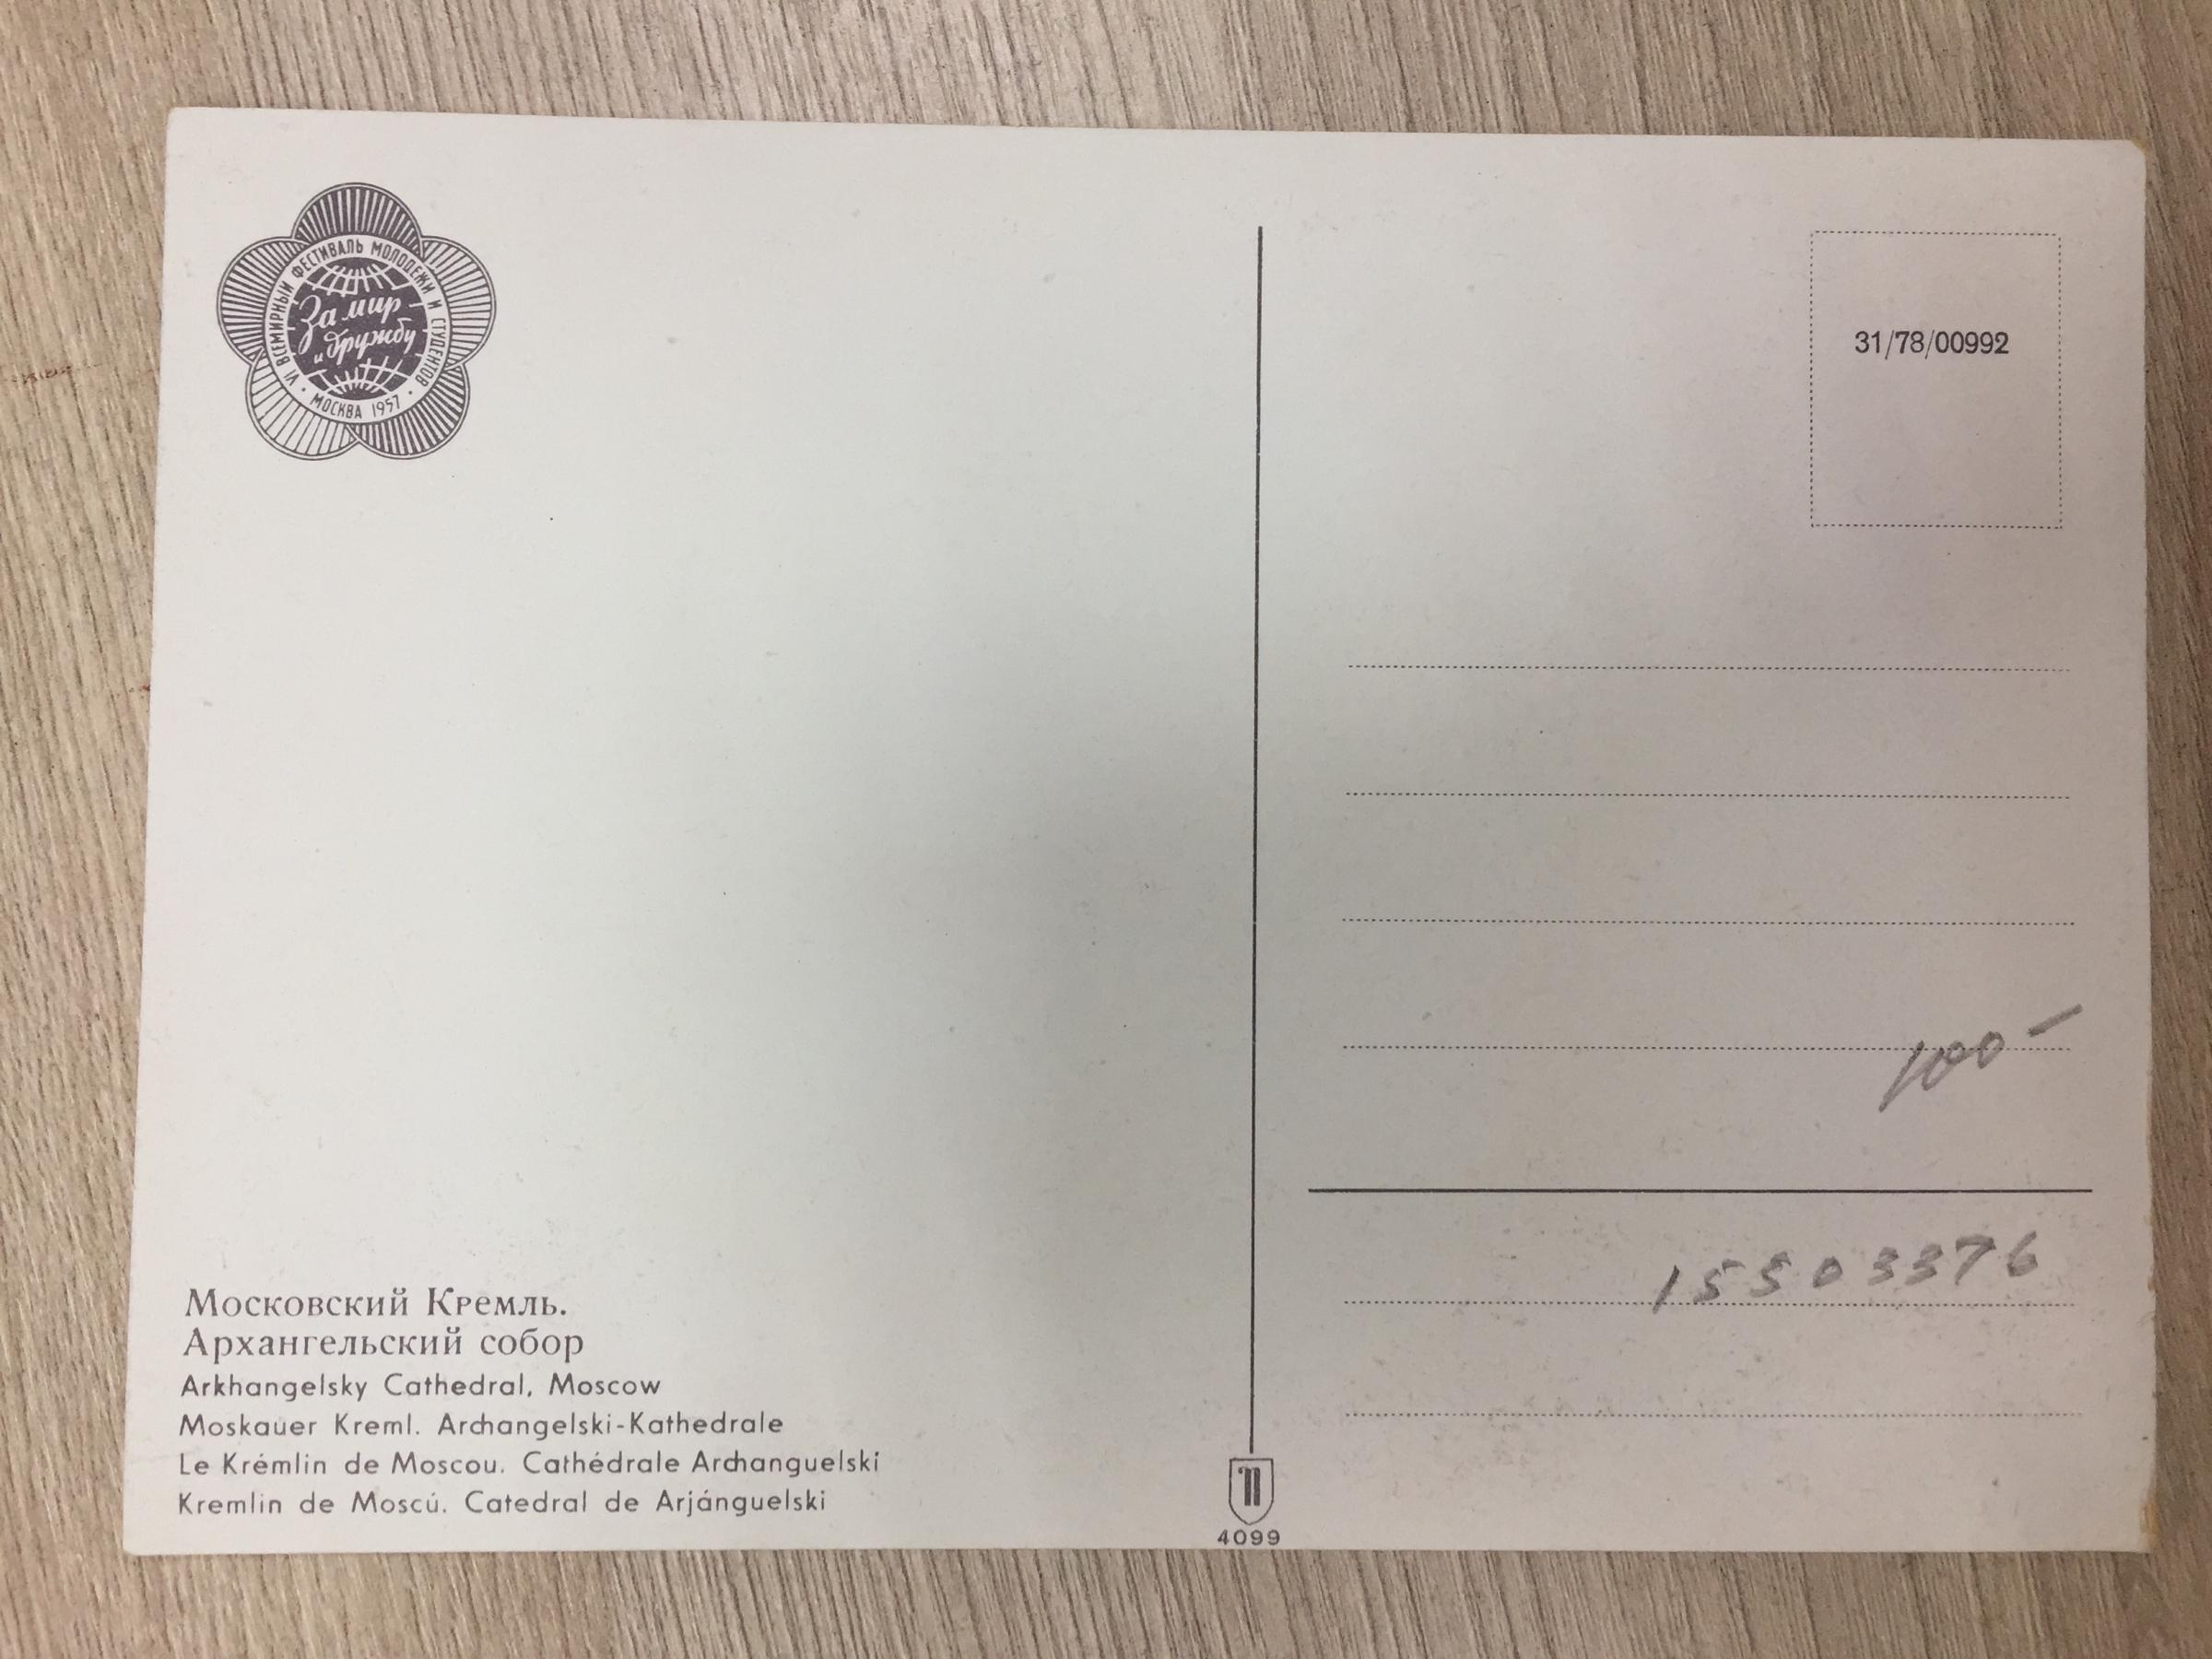 VI ВСЕМИРНЫЙ ФЕСТИВАЛЬ МОЛОДЕЖИ И СТУДЕНТОВ
· МОСКВА 1957 ·
За мир
и дружбу
31/78/00992
100-
15503376
Московский Кремль.
Архангельский собор
Arkhangelsky Cathedral, Moscow
Moskauer Kreml. Archangelski-Kathedrale
Le Krémlin de Moscou. Cathédrale Archanguelski
Kremlin de Moscú. Catedral de Arjánguelski
4099